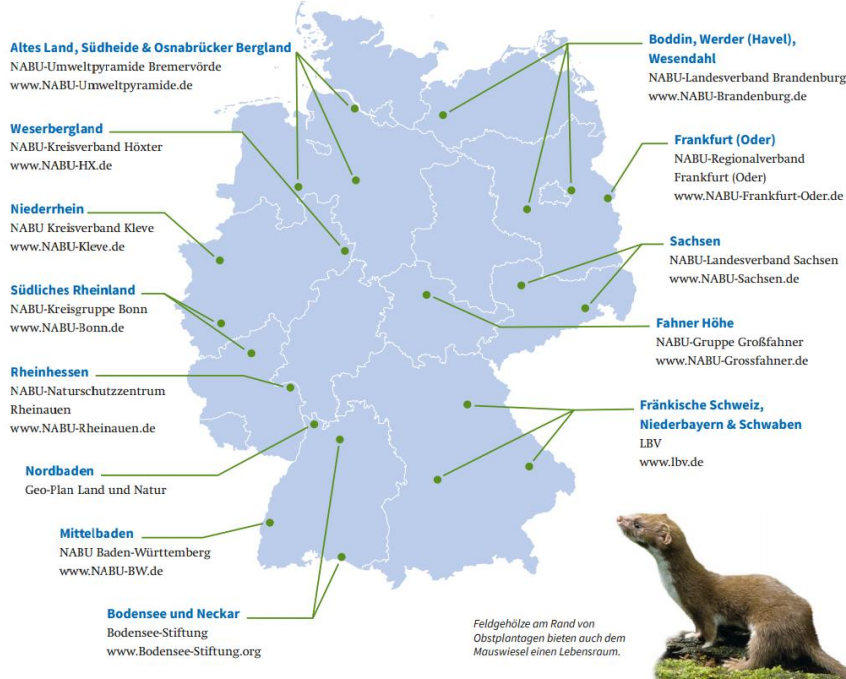 Altes Land, Südheide & Osnabrücker Bergland
NABU-Umweltpyramide Bremervörde
www.NABU-Umweltpyramide.de
Weserbergland
NABU-Kreisverband Höxter
www.NABU-HX.de
Niederrhein
NABU Kreisverband Kleve
www.NABU-Kleve.de
Südliches Rheinland
NABU-Kreisgruppe Bonn
www.NABU-Bonn.de
Rheinhessen
NABU-Naturschutzzentrum
Rheinauen
www.NABU-Rheinauen.de
Nordbaden
Geo-Plan Land und Natur
Mittelbaden
NABU Baden-Württemberg
www.NABU-BW.de
Bodensee und Neckar
Bodensee-Stiftung
www.Bodensee-Stiftung.org
Boddin, Werder (Havel),
Wesendahl
NABU-Landesverband Brandenburg
www.NABU-Brandenburg.de
Frankfurt (Oder)
NABU-Regionalverband
Frankfurt (Oder)
www.NABU-Frankfurt-Oder.de
Sachsen
NABU-Landesverband Sachsen
www.NABU-Sachsen.de
Fahner Höhe
NABU-Gruppe Großfahner
www.NABU-Grossfahner.de
Fränkische Schweiz,
Niederbayern & Schwaben
LBV
www.lbv.de
Feldgehölze am Rand von
Obstplantagen bieten auch dem
Mauswiesel einen Lebensraum.